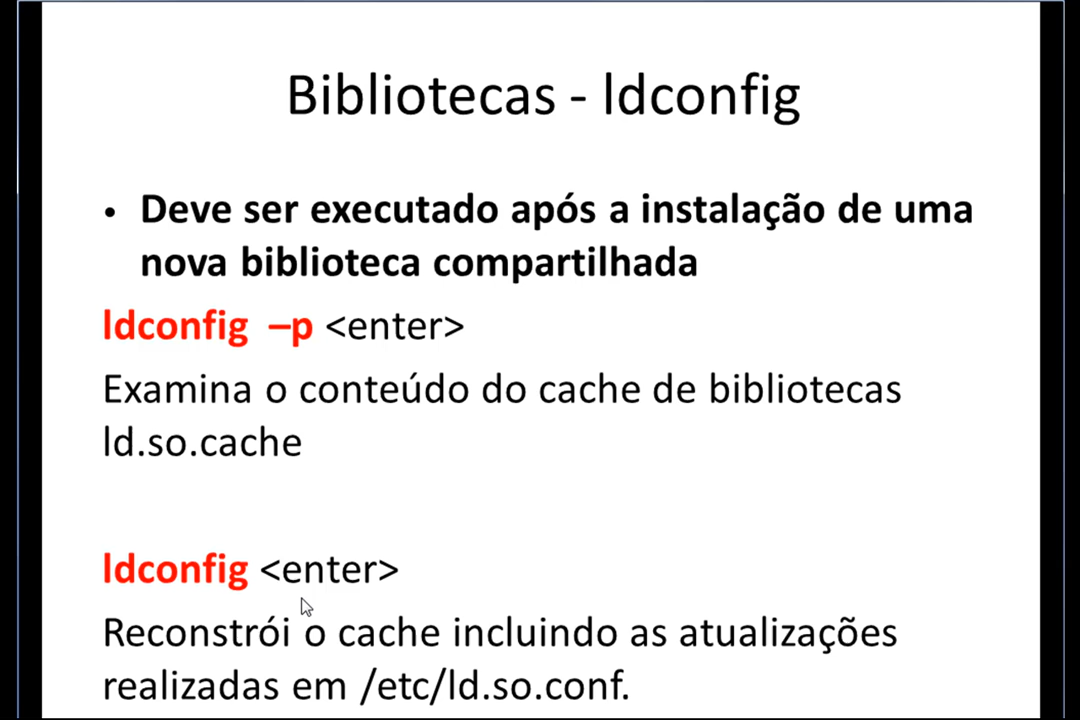 Bibliotecas - ldconfig
• Deve ser executado após a instalação de uma
nova biblioteca compartilhada
ldconfig –p <enter>
Examina o conteúdo do cache de bibliotecas
ld.so.cache
ldconfig <enter>
Reconstrói o cache incluindo as atualizações
realizadas em /etc/ld.so.conf.